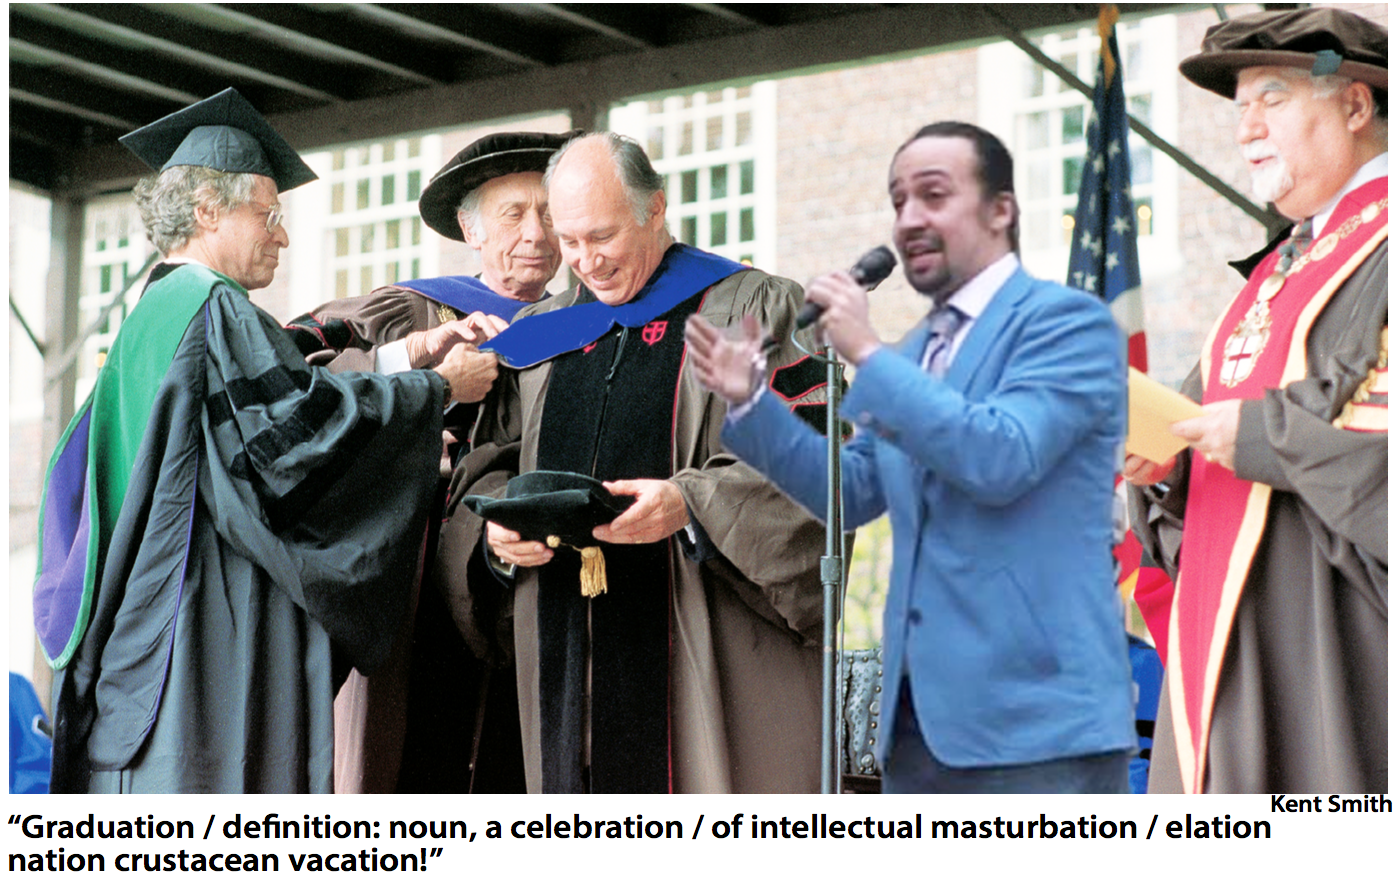 Kent Smith
“Graduation / definition: noun, a celebration / of intellectual masturbation / elation
nation crustacean vacation!”